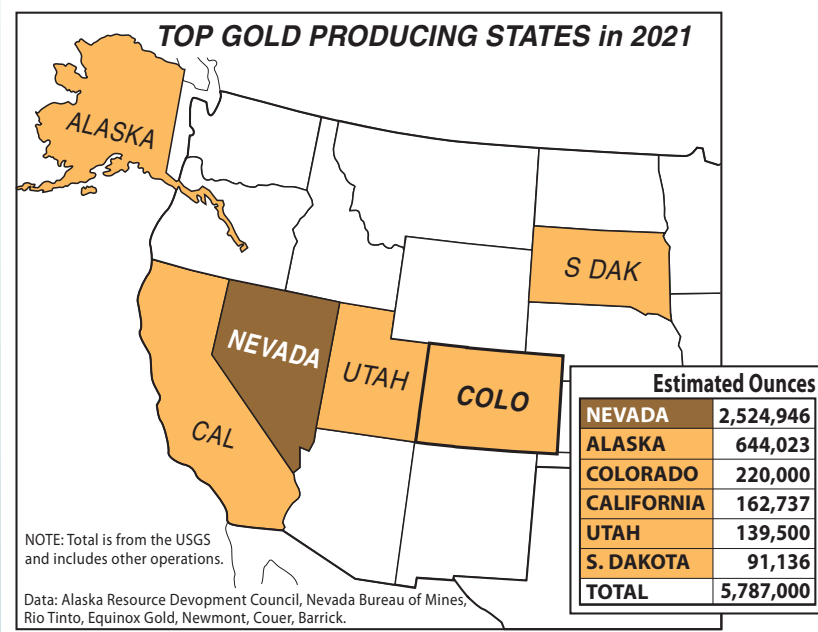 TOP GOLD PRODUCING STATES in 2021
ALASKA
S DAK
NEVADA
UTAH
COLO
CAL
Estimated Ounces
NEVADA 2,524,946
ALASKA 644,023
COLORADO 220,000
CALIFORNIA 162,737
UTAH 139,500
S. DAKOTA 91,136
TOTAL 5,787,000
NOTE: Total is from the USGS
and includes other operations.
Data: Alaska Resource Devopment Council, Nevada Bureau of Mines,
Rio Tinto, Equinox Gold, Newmont, Couer, Barrick.